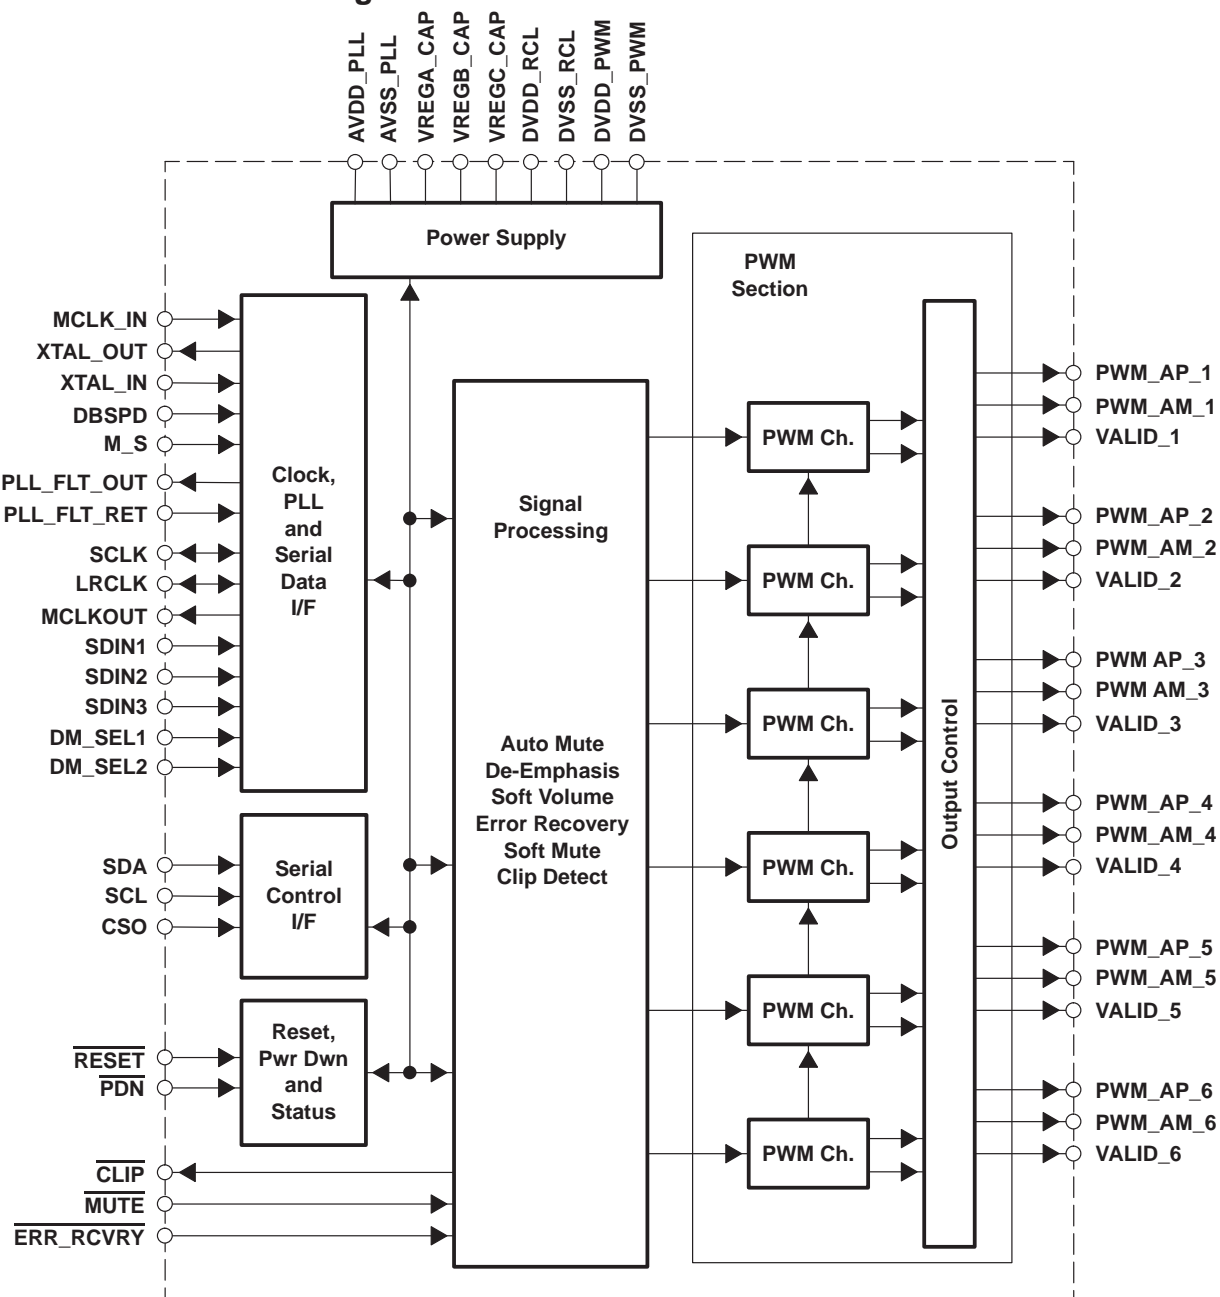 AVDD_PLL
AVSS_PLL
VREGA_CAP
VREGB_CAP
VREGC_CAP
DVDD_RCL
DVSS_RCL
DVDD_PWM
DVSS_PWM
Power Supply
PWM
Section
MCLK_IN
XTAL_OUT
XTAL_IN
DBSPD
M_S
PLL_FLT_OUT
PLL_FLT_RET
SCLK
LRCLK
MCLKOUT
SDIN1
SDIN2
SDIN3
DM_SEL1
DM_SEL2
Clock,
PLL
and
Serial
Data
I/F
SDA
SCL
CSO
Serial
Control
I/F
RESET
PDN
Reset,
Pwr Dwn
and
Status
CLIP
MUTE
ERR_RCVRY
Signal
Processing
Auto Mute
De-Emphasis
Soft Volume
Error Recovery
Soft Mute
Clip Detect
PWM Ch.
PWM Ch.
PWM Ch.
PWM Ch.
PWM Ch.
PWM Ch.
Output Control
PWM_AP_1
PWM_AM_1
VALID_1
PWM_AP_2
PWM_AM_2
VALID_2
PWM AP_3
PWM AM_3
VALID_3
PWM_AP_4
PWM_AM_4
VALID_4
PWM_AP_5
PWM_AM_5
VALID_5
PWM_AP_6
PWM_AM_6
VALID_6